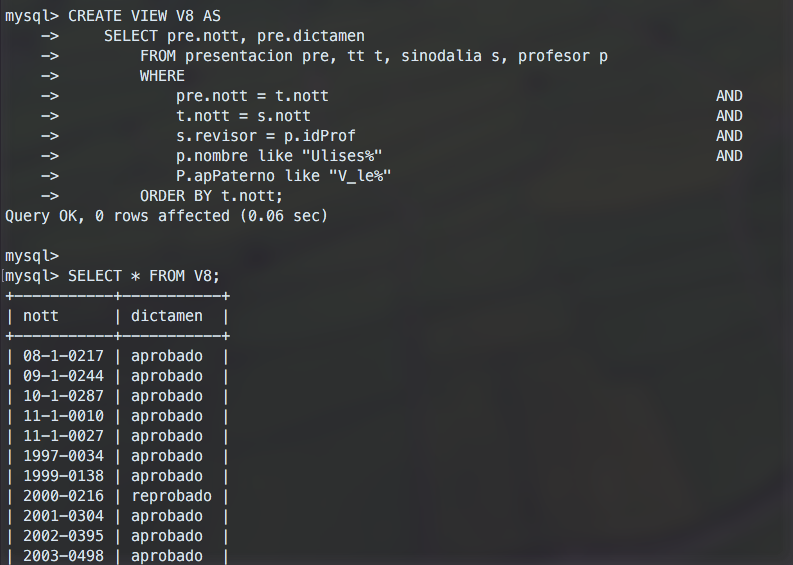 mysql> CREATE VIEW V8 AS
    ->     SELECT pre.nott, pre.dictamen
    ->         FROM presentacion pre, tt t, sinodalia s, profesor p
    ->         WHERE
    ->             pre.nott = t.nott                                           AND
    ->             t.nott = s.nott                                             AND
    ->             s.revisor = p.idProf                                        AND
    ->             p.nombre like "Ulises%"                                     AND
    ->             P.apPaterno like "V_le%"
    ->         ORDER BY t.nott;
Query OK, 0 rows affected (0.06 sec)

mysql>
mysql> SELECT * FROM V8;
+-----------+-----------+
| nott      | dictamen  |
+-----------+-----------+
| 08-1-0217 | aprobado  |
| 09-1-0244 | aprobado  |
| 10-1-0287 | aprobado  |
| 11-1-0010 | aprobado  |
| 11-1-0027 | aprobado  |
| 1997-0034 | aprobado  |
| 1999-0138 | aprobado  |
| 2000-0216 | reprobado |
| 2001-0304 | aprobado  |
| 2002-0395 | aprobado  |
| 2003-0498 | aprobado  |